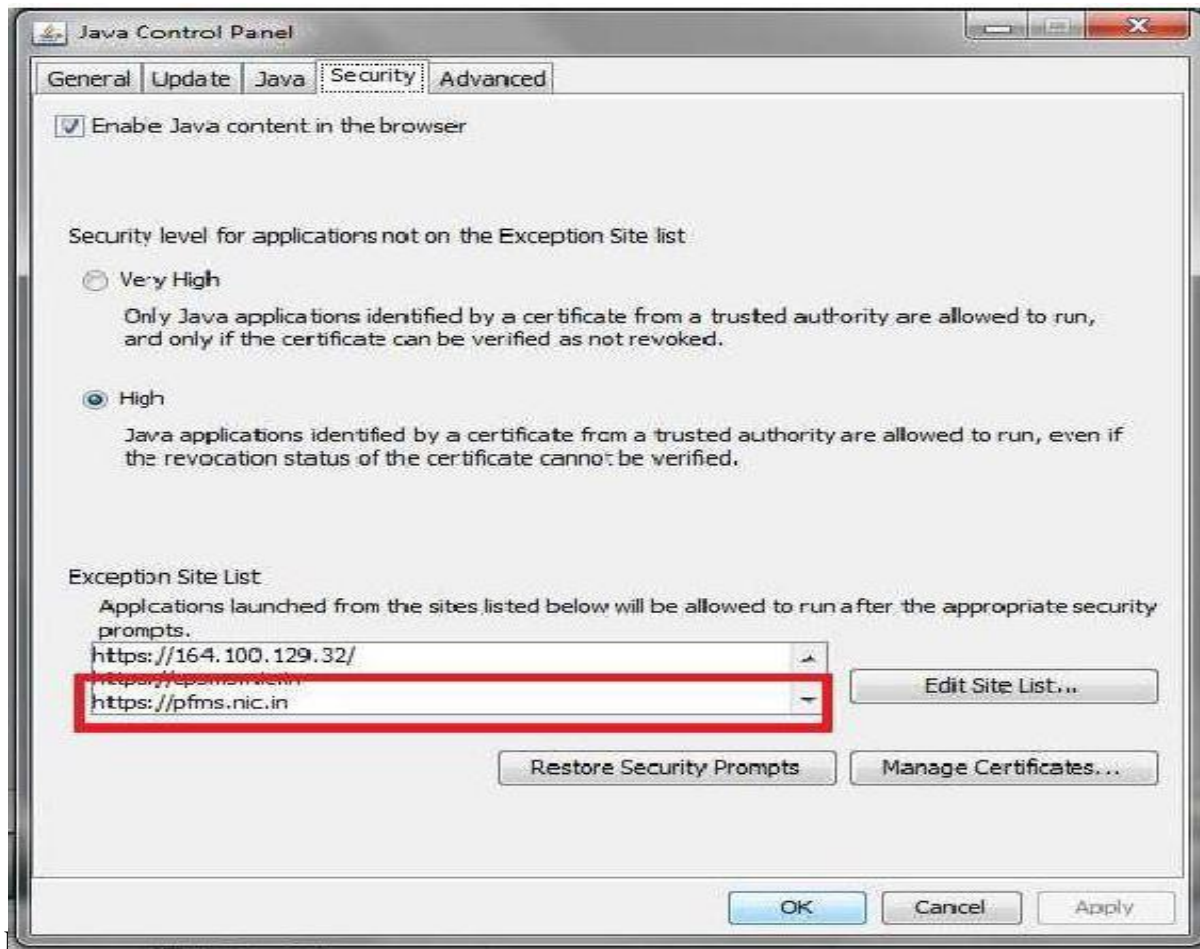 Java Control Panel
General Update Java Security Advanced
Enable Java content in the browser
Security level for applications not on the Exception Site list
Very High
Only Java applications identified by a certificate from a trusted authority are allowed to run,
and only if the certificate can be verified as not revoked.
High
Java applications identified by a certificate from a trusted authority are allowed to run, even if
the revocation status of the certificate cannot be verified.
Exception Site List
Applications launched from the sites listed below will be allowed to run after the appropriate security
prompts.
https://164.100.129.32/
https://pfms.nic.in
Edit Site List...
Restore Security Prompts Manage Certificates...
OK Cancel Apply